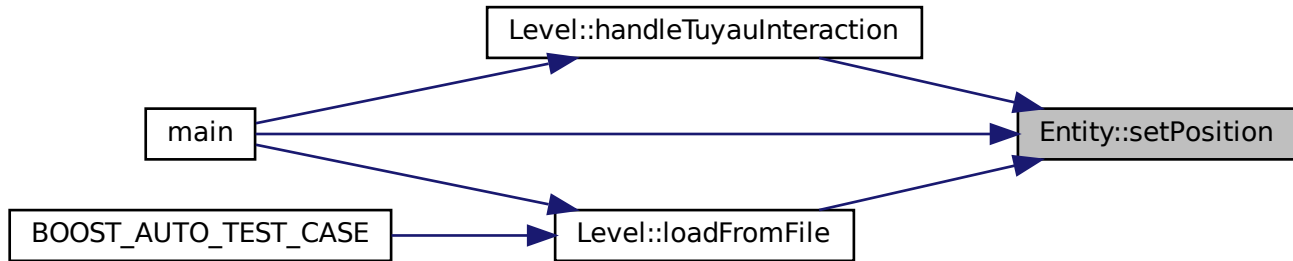 Level::handleTuyauInteraction
main
Entity::setPosition
BOOST_AUTO_TEST_CASE
Level::loadFromFile